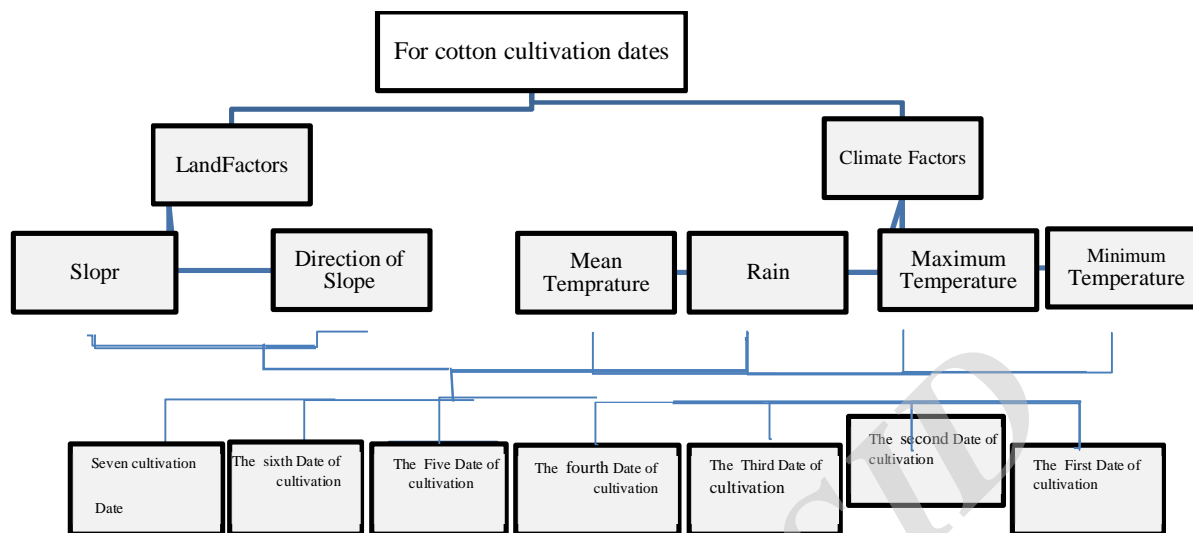 For cotton cultivation dates
LandFactors
Climate Factors
Slopr
Direction of
Slope
Mean
Temprature
Rain
Maximum
Temperature
Minimum
Temperature
Seven cultivation
Date
The sixth Date of
cultivation
The Five Date of
cultivation
The fourth Date of
cultivation
The Third Date of
cultivation
The second Date of
cultivation
The First Date of
cultivation
SID